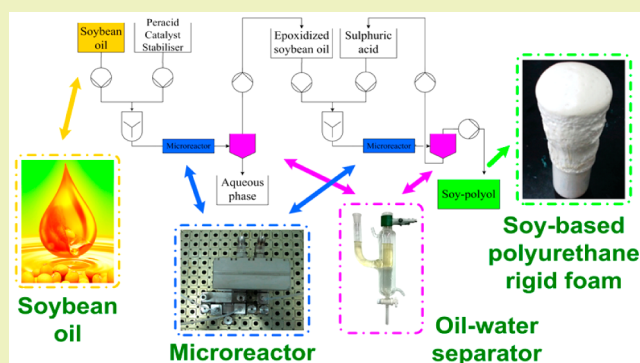 Soybean
oil
Peracid
Catalyst
Stabiliser
Epoxidized
soybean oil
Sulphuric
acid
Microreactor
Aqueous
phase
Microreactor
Soy-polyol
Soybean
oil
Microreactor
Oil-water
separator
Soy-based
polyurethane
rigid foam